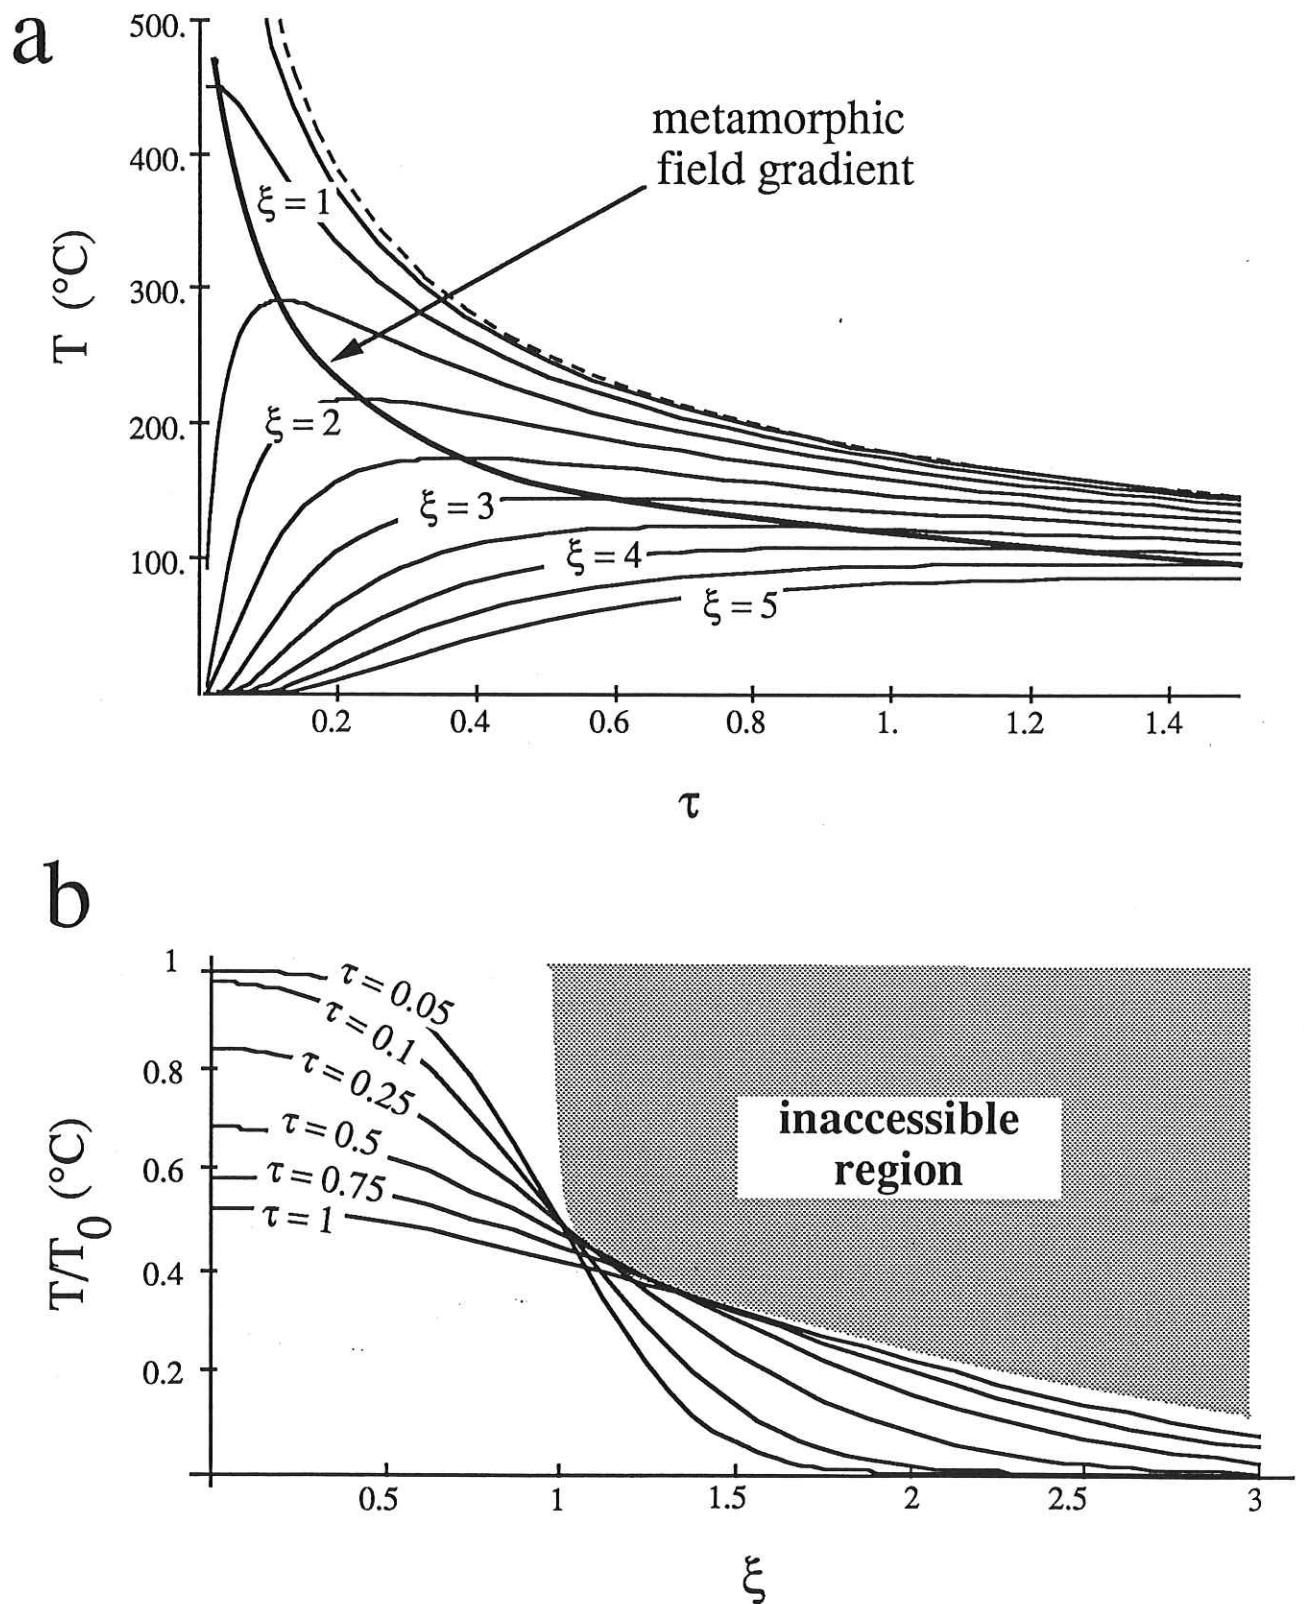 a
500.
400.
300.
200.
100.
T (°C)
metamorphic
field gradient
ξ = 1
ξ = 2
ξ = 3
ξ = 4
ξ = 5
0.2 0.4 0.6 0.8 1. 1.2 1.4
τ
b
1
0.8
0.6
0.4
0.2
T/T0 (°C)
τ = 0.05
τ = 0.1
τ = 0.25
τ = 0.5
τ = 0.75
τ = 1
inaccessible
region
0.5 1 1.5 2 2.5 3
ξ